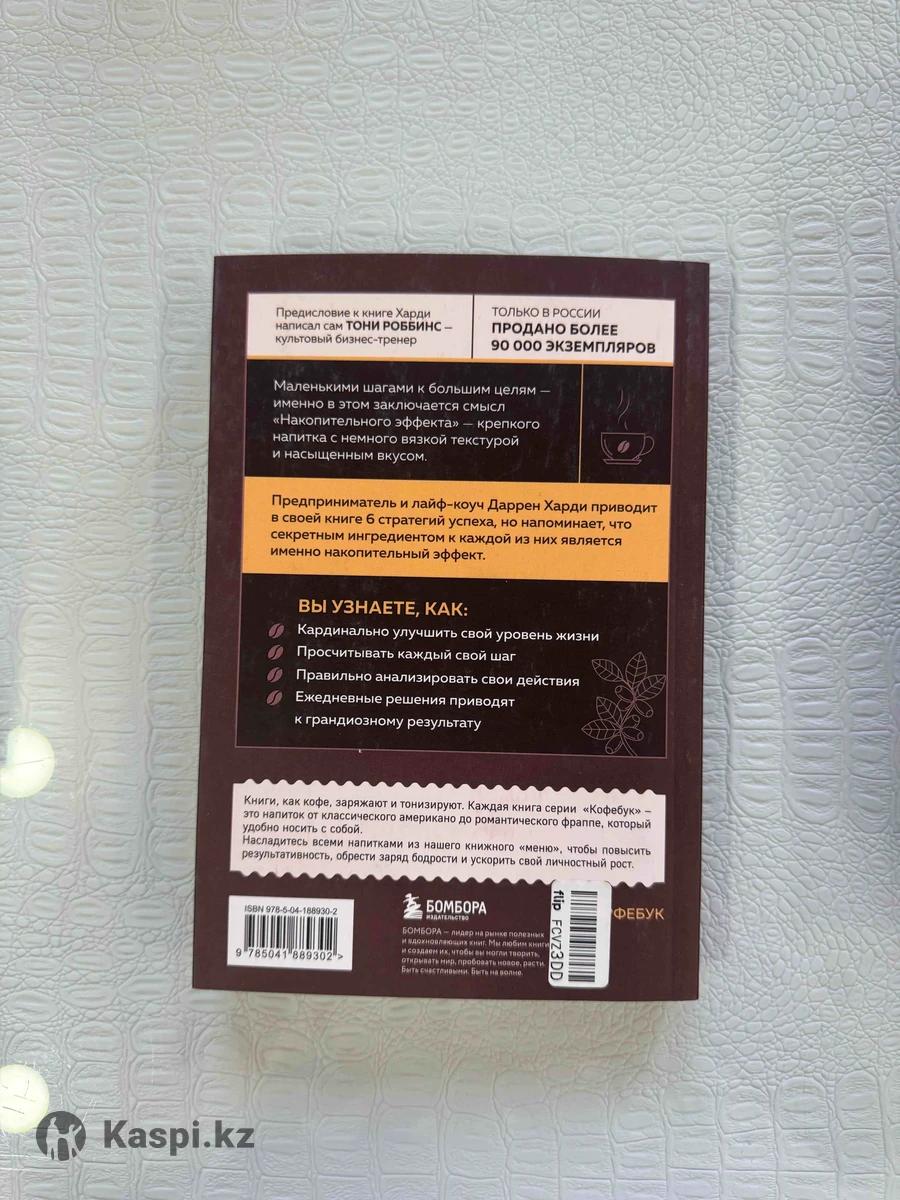 Предисловие к книге Харди
написал сам ТОНИ РОББИНС —
культовый бизнес-тренер
ТОЛЬКО В РОССИИ
ПРОДАНО БОЛЕЕ
90 000 ЭКЗЕМПЛЯРОВ
Маленькими шагами к большим целям —
именно в этом заключается смысл
«Накопительного эффекта» — крепкого
напитка с немного вязкой текстурой
и насыщенным вкусом.
Предприниматель и лайф-коуч Даррен Харди приводит
в своей книге 6 стратегий успеха, но напоминает, что
секретным ингредиентом к каждой из них является
именно накопительный эффект.
ВЫ УЗНАЕТЕ, КАК:
Кардинально улучшить свой уровень жизни
Просчитывать каждый свой шаг
Правильно анализировать свои действия
Ежедневные решения приводят
к грандиозному результату
Книги, как кофе, заряжают и тонизируют. Каждая книга серии «Кофебук» —
это напиток от классического американо до романтического фраппе, который
удобно носить с собой.
Насладитесь всеми напитками из нашего книжного «меню», чтобы повысить
результативность, обрести заряд бодрости и ускорить свой личностный рост.
ISBN 978-5-04-188930-2
9 785041 889302 >
БОМБОРА
ИЗДАТЕЛЬСТВО
БОМБОРА — лидер на рынке полезных
и вдохновляющих книг. Мы любим книги
и создаем их, чтобы вы могли творить,
открывать мир, пробовать новое, расти.
Быть счастливыми. Быть на волне.
flip FCVZ3DD
ФЕБУК
Kaspi.kz